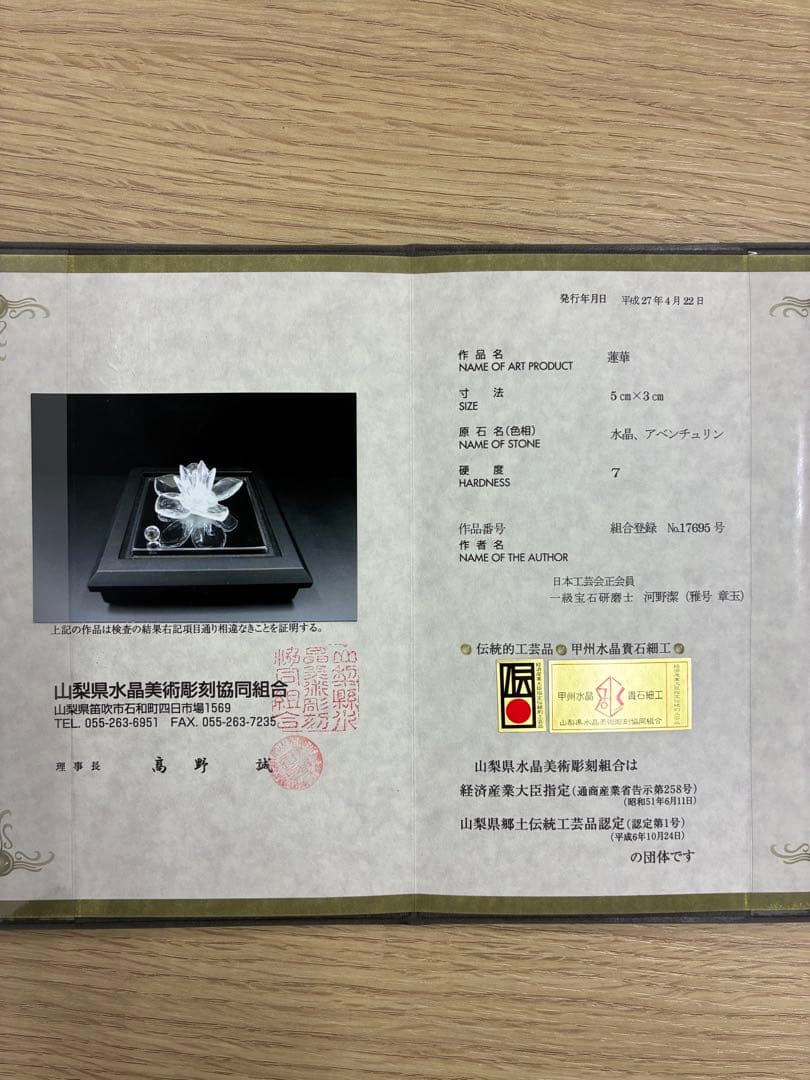 上記の作品は検査の結果右記項目通り相違なきことを証明する。
山梨県水晶美術彫刻協同組合
山梨県笛吹市石和町四日市場1569
TEL. 055-263-6951 FAX. 055-263-7235
理事長 高野 誠
発行年月日 平成27年4月22日
作品名 蓮華
NAME OF ART PRODUCT
寸法 5㎝×3㎝
SIZE
原石名(色相) 水晶、アベンチュリン
NAME OF STONE
硬度 7
HARDNESS
作品番号 組合登録 №17695号
作者名
NAME OF THE AUTHOR
日本工芸会正会員
一級宝石研磨士 河野潔(雅号 章玉)
伝統的工芸品 甲州水晶貴石細工
伝
甲州水晶 貴石細工
山梨県水晶美術彫刻協同組合
山梨県水晶美術彫刻組合は
経済産業大臣指定(通商産業省告示第258号)
(昭和51年6月11日)
山梨県郷土伝統工芸品認定(認定第1号)
(平成6年10月24日)
の団体です